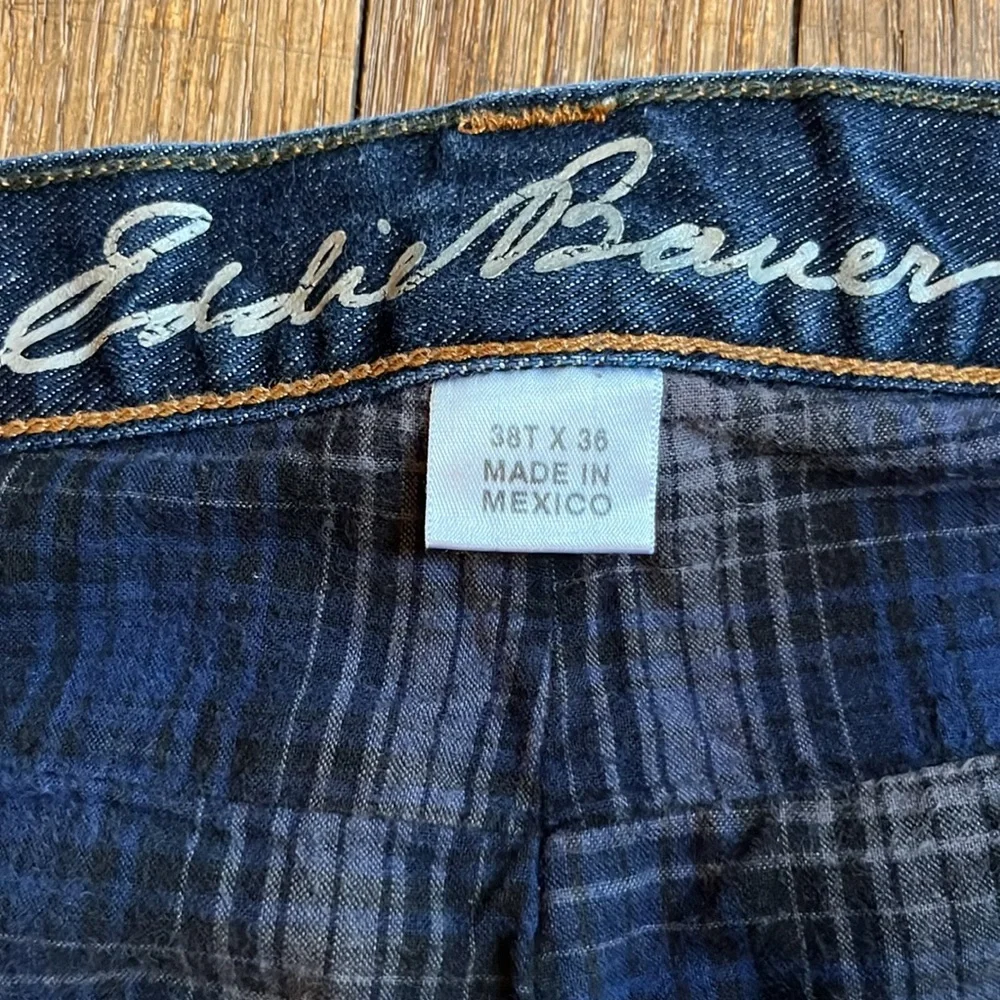 Eddie Bauer
38T X 36
MADE IN
MEXICO